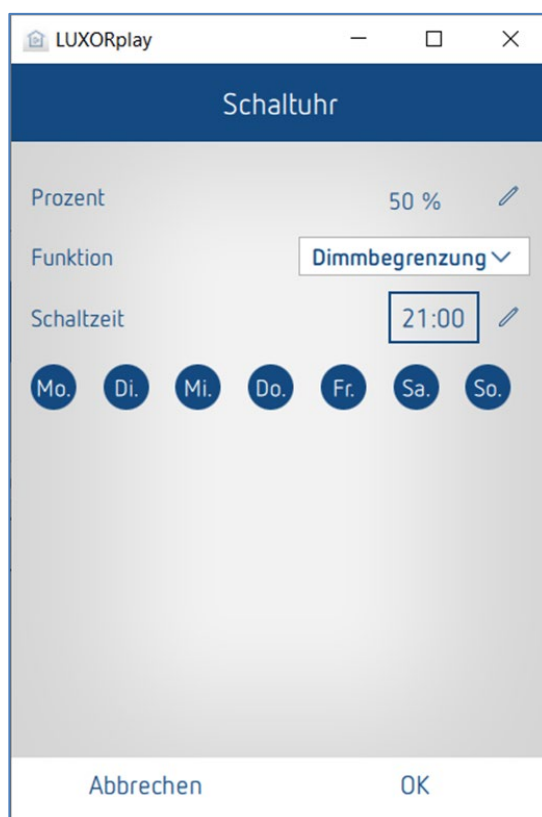 LUXORplay
Schaltuhr
Prozent 50 %
Funktion Dimmbegrenzung
Schaltzeit 21:00
Mo. Di. Mi. Do. Fr. Sa. So.
Abbrechen OK